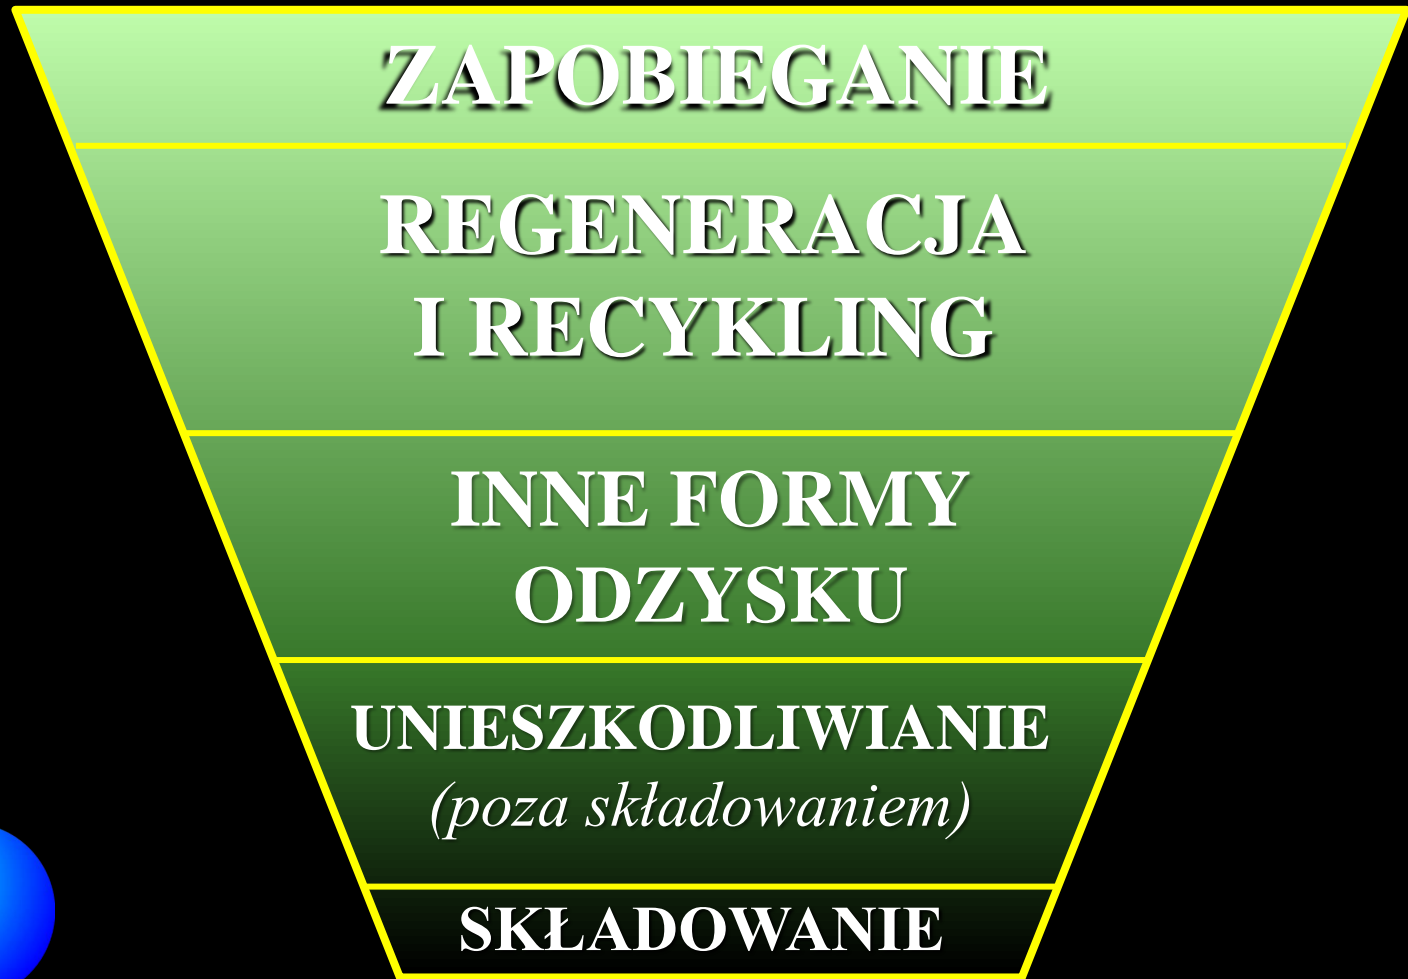 ZAPOBIEGANIE
REGENERACJA
I RECYKLING
INNE FORMY
ODZYSKU
UNIESZKODLIWIANIE
(poza składowaniem)
SKŁADOWANIE